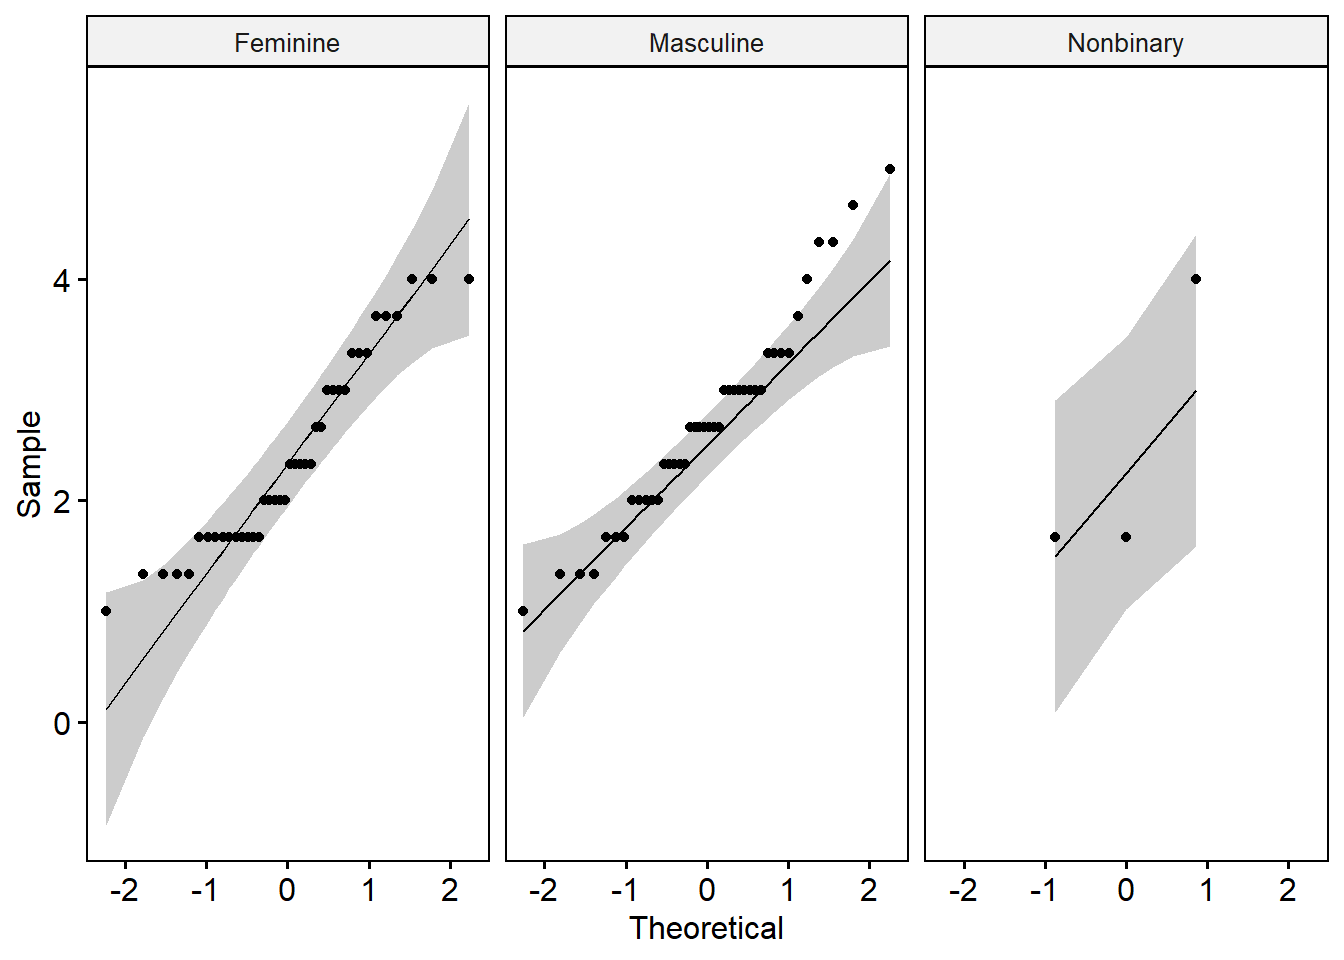 Feminine Masculine Nonbinary
4
2
0
Sample
-2 -1 0 1 2 -2 -1 0 1 2 -2 -1 0 1 2
Theoretical